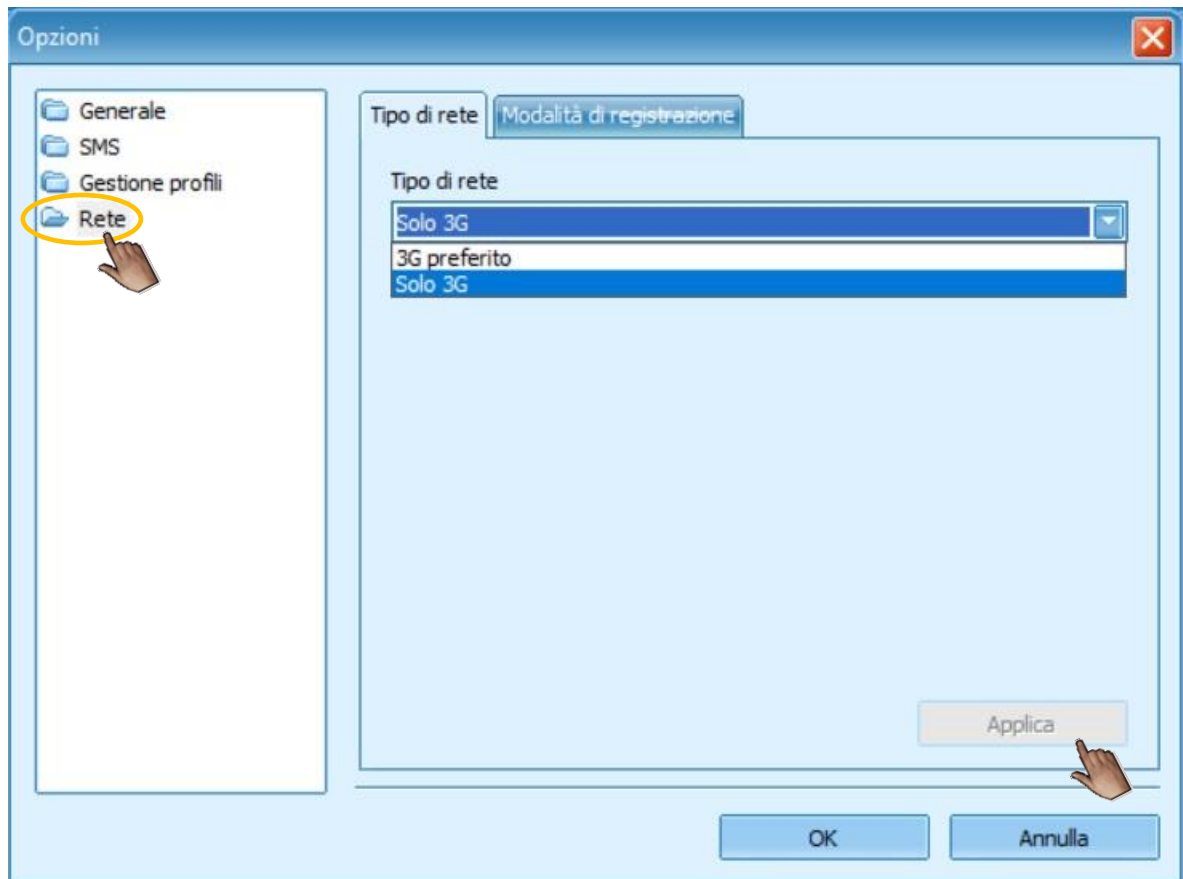 Opzioni
Generale
SMS
Gestione profili
Rete
Tipo di rete
Modalità di registrazione
Tipo di rete
Solo 3G
3G preferito
Solo 3G
Applica
OK
Annulla